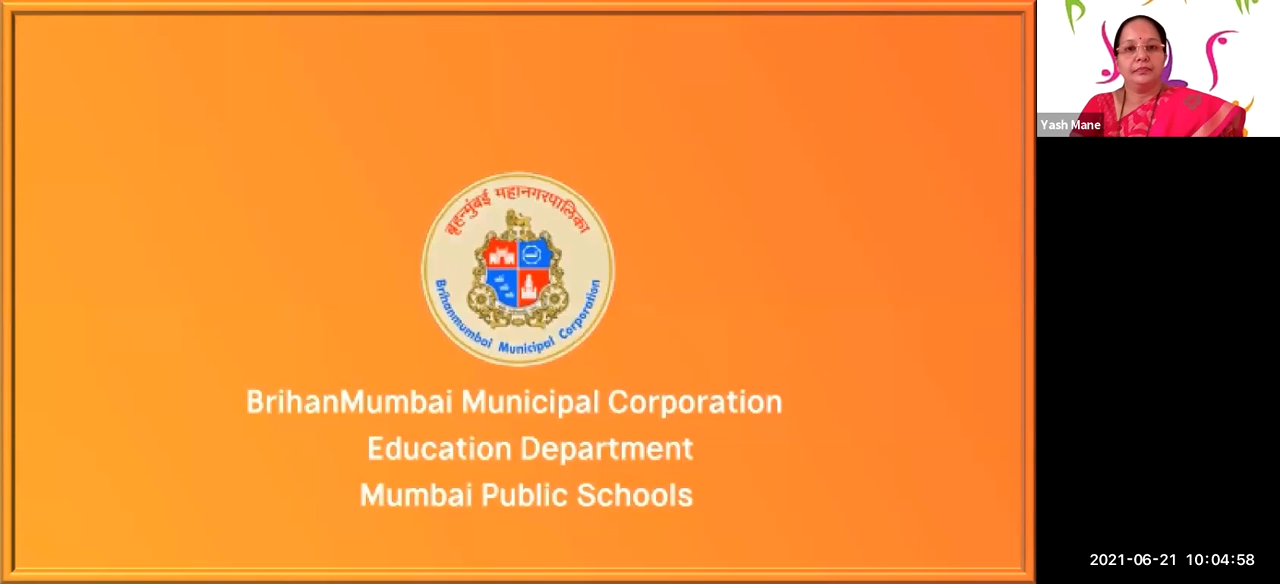 बृहन्मुंबई महानगरपालिका
Brihanmumbai Municipal Corporation
BrihanMumbai Municipal Corporation
Education Department
Mumbai Public Schools
Yash Mane
2021-06-21 10:04:58